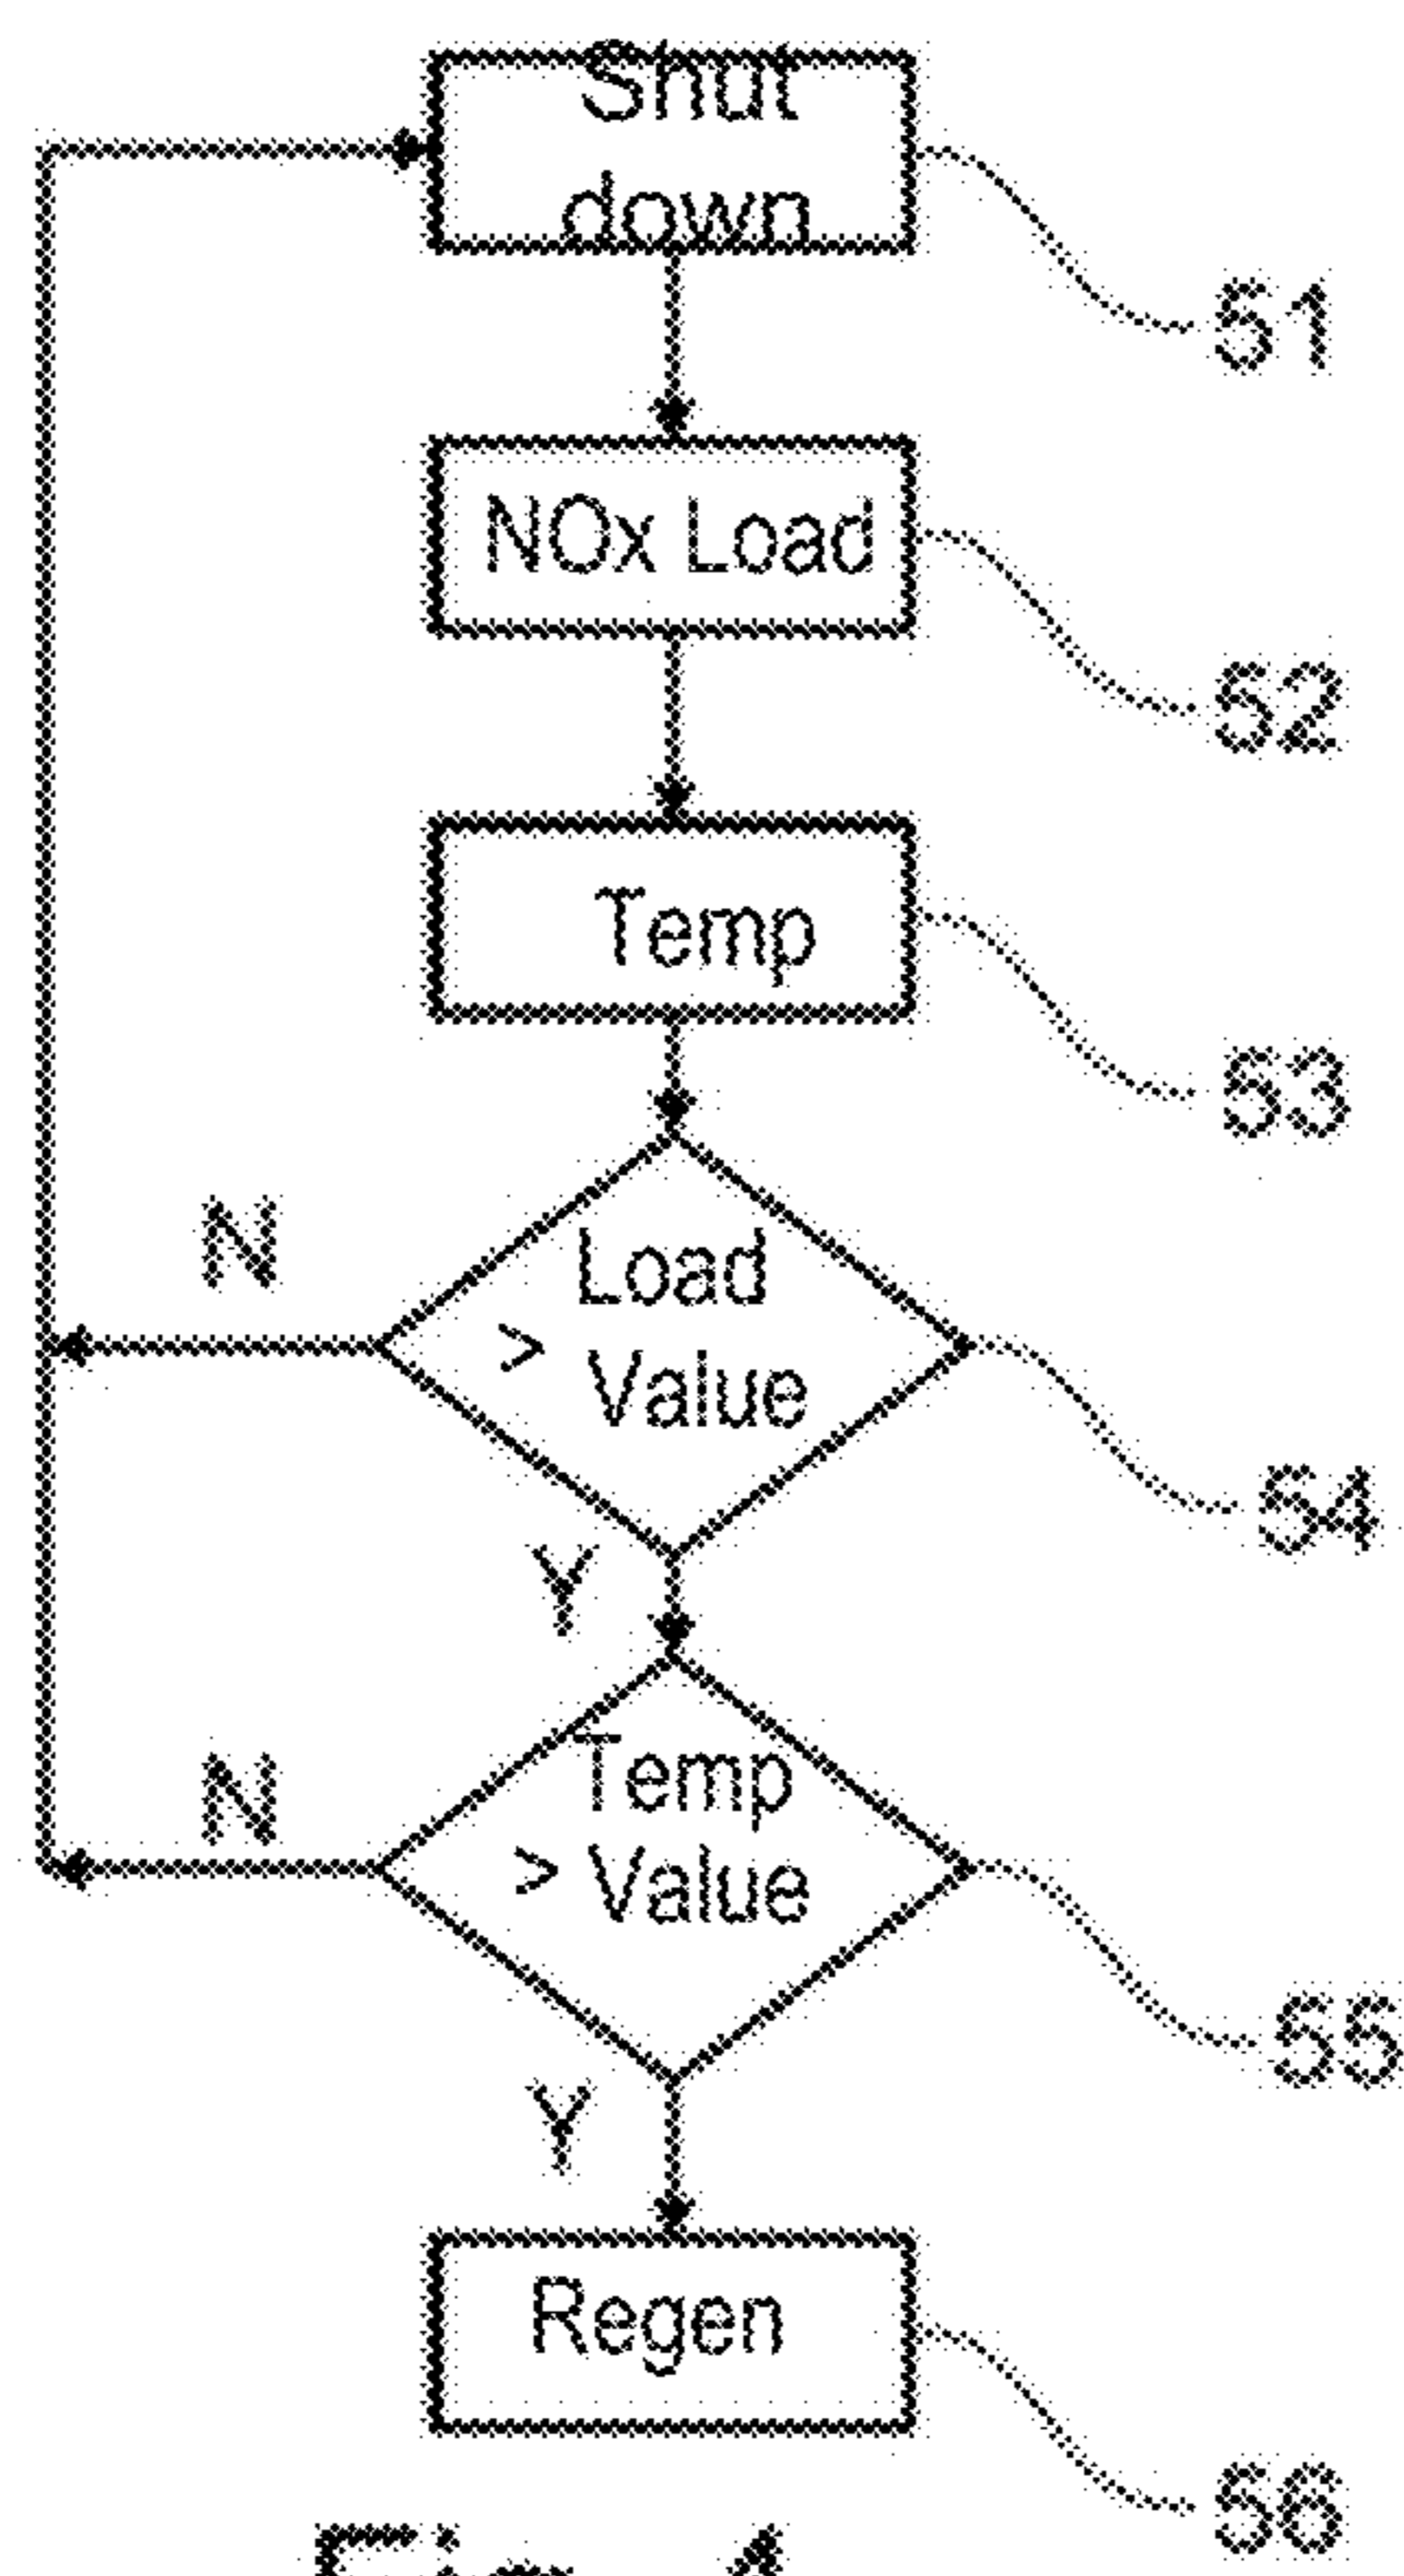 Shut
down
51
NOx Load
52
Temp
53
N
Load
>
Value
54
Y
N
Temp
> Value
55
Y
Regen
56